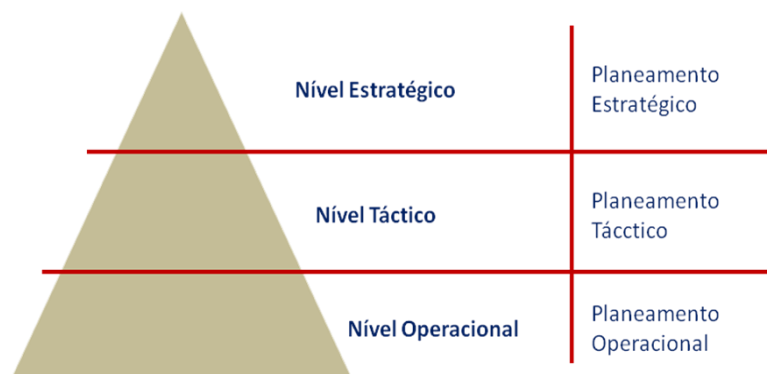 Nível Estratégico
Planeamento
Estratégico
Nível Táctico
Planeamento
Tácctico
Nível Operacional
Planeamento
Operacional